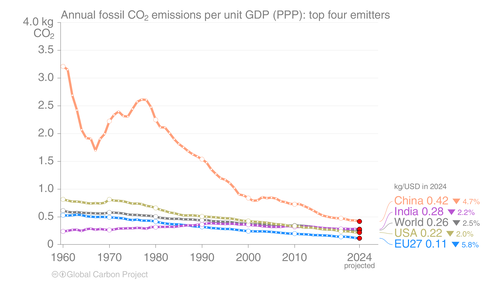 Annual fossil CO₂ emissions per unit GDP (PPP): top four emitters
4.0 kg
CO₂
3.5
3.0
2.5
2.0
1.5
1.0
0.5
0
1960
1970
1980
1990
2000
2010
2024
projected
kg/USD in 2024
China 0.42 ▼ 4.7%
India 0.28 ▼ 2.2%
World 0.26 ▼ 2.5%
USA 0.22 ▼ 2.0%
EU27 0.11 ▼ 5.8%
Global Carbon Project